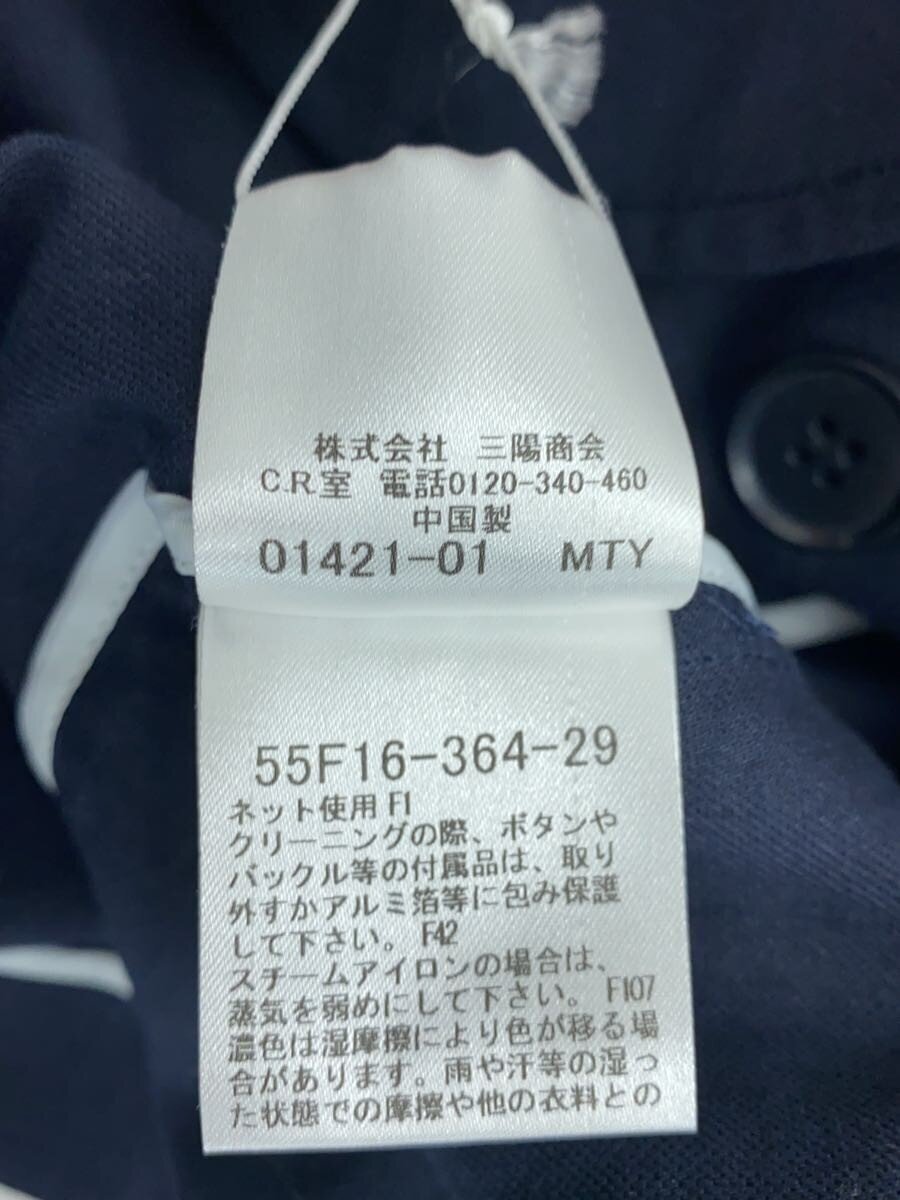 株式会社 三陽商会
C.R.室 電話0120-340-460
中国製
01421-01 MTY
55F16-364-29
ネット使用 F1
クリーニングの際、ボタンや
バックル等の付属品は、取り
外すかアルミ箔等に包み保護
して下さい。 F42
スチームアイロンの場合は、
蒸気を弱めにして下さい。 F107
濃色は湿摩擦により色が移る場
合があります。雨や汗等の湿っ
た状態での摩擦や他の衣料との